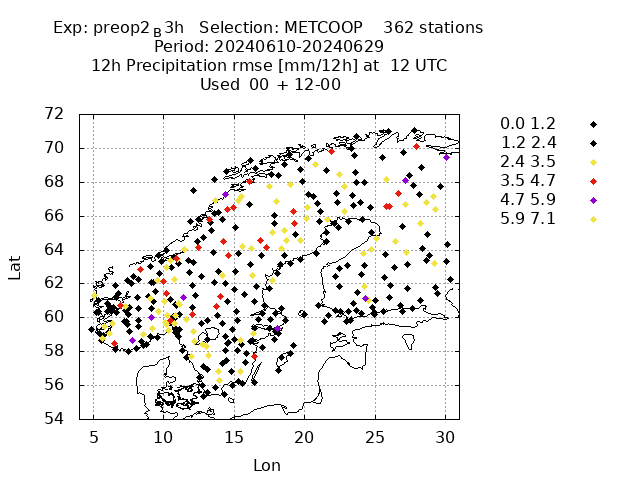 Exp: preop2 B 3h Selection: METCOOP 362 stations
Period: 20240610-20240629
12h Precipitation rmse [mm/12h] at 12 UTC
Used 00 + 12-00
72
70
68
66
64
62
60
58
56
54
5 10 15 20 25 30
Lat
Lon
0.0 1.2
1.2 2.4
2.4 3.5
3.5 4.7
4.7 5.9
5.9 7.1